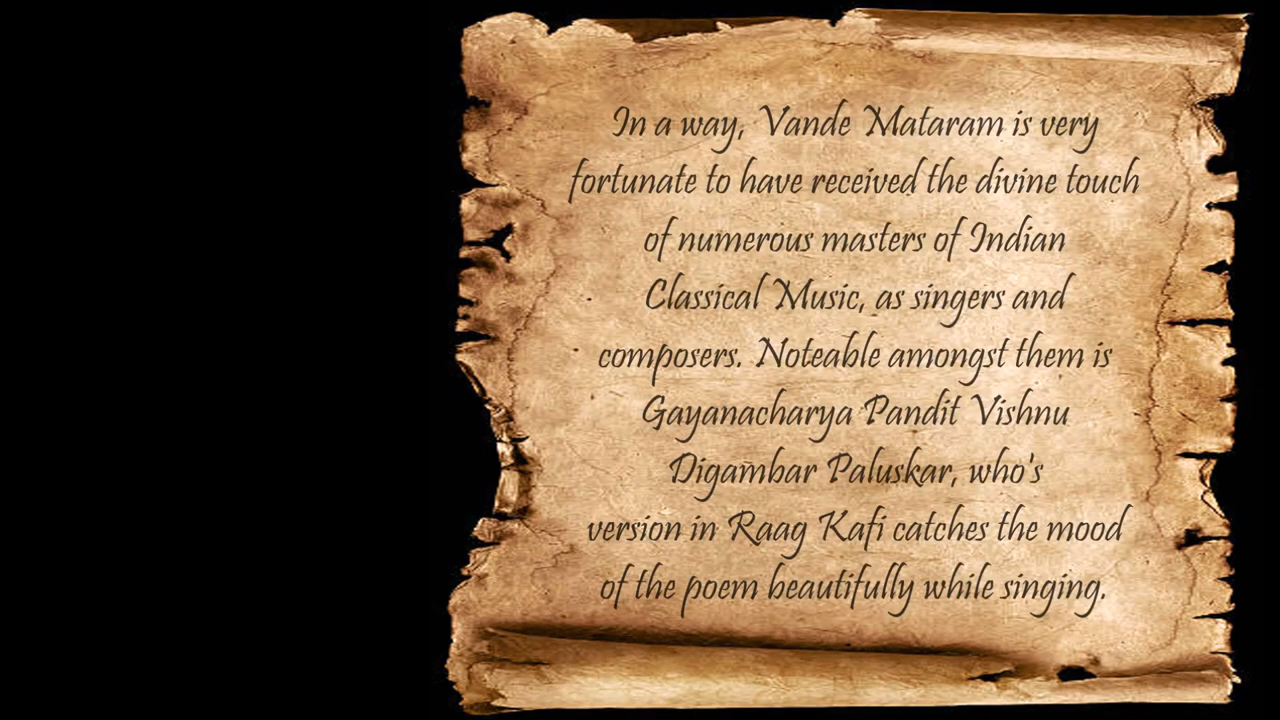 In a way, Vande Mataram is very
fortunate to have received the divine touch
of numerous masters of Indian
Classical Music, as singers and
composers. Noteable amongst them is
Gayanacharya Pandit Vishnu
Digambar Paluskar, who's
version in Raag Kafi catches the mood
of the poem beautifully while singing.